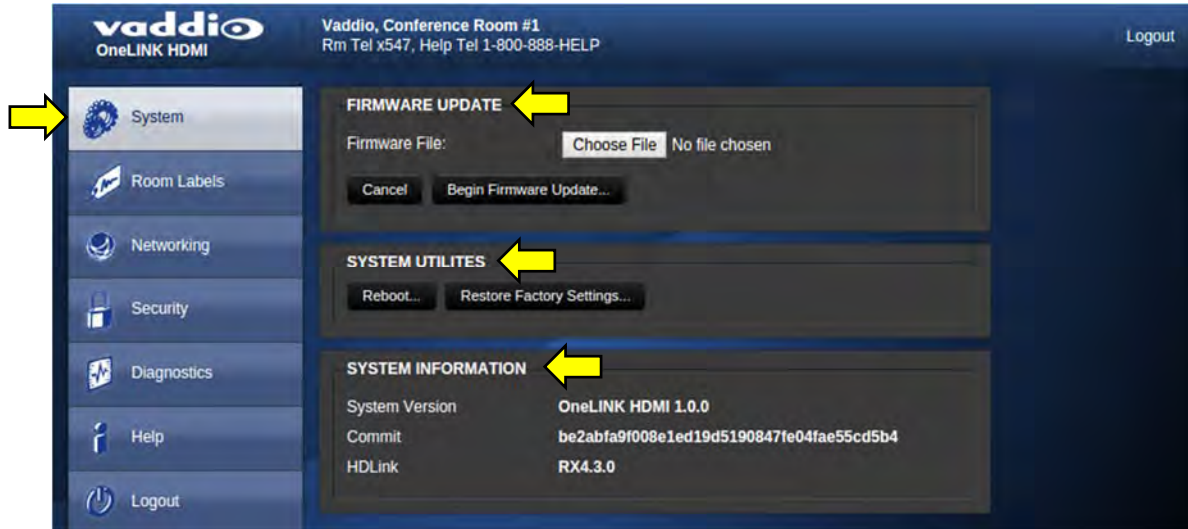 vaddio
OneLINK HDMI
Vaddio, Conference Room #1
Rm Tel x547, Help Tel 1-800-888-HELP
Logout
System
Room Labels
Networking
Security
Diagnostics
Help
Logout
FIRMWARE UPDATE
Firmware File: Choose File No file chosen
Cancel Begin Firmware Update...
SYSTEM UTILITES
Reboot... Restore Factory Settings...
SYSTEM INFORMATION
System Version OneLINK HDMI 1.0.0
Commit be2abfa9f008e1ed19d5190847fe04fae55cd5b4
HDLink RX4.3.0